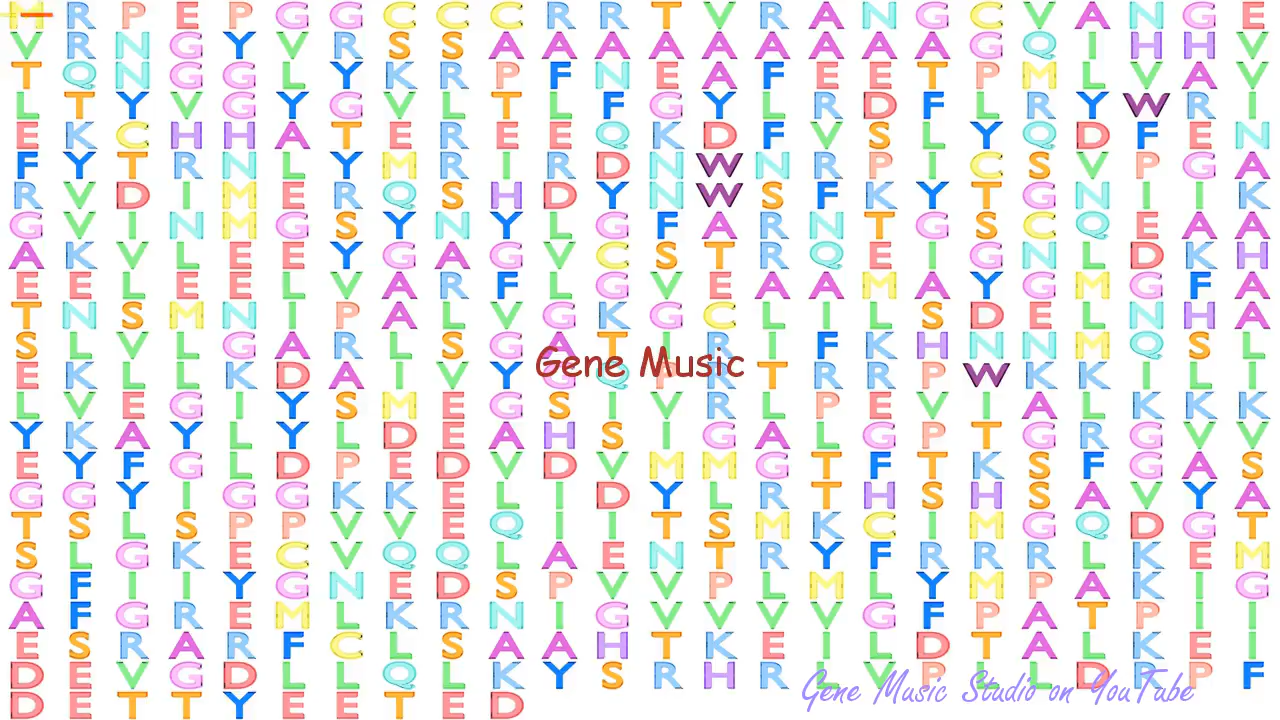 M R P E P G G C C C R R T V R A N G C V A N G E
V R N G Y V R S S A A A A A A A A A G Q I H H V
T Q N G G L Y K R P F N E A F E E T P M L V A V
L T Y V G Y G V L T L F G Y L R D F L R Y W R I
E K C H H A T E R E E Q K D F V S L Y Q D F E N
F Y T R N L Y M R I R D N W N R P I C S V P G A
R V D I M E R Q S H D Y N W S F K Y T G N I I K
G V I N M G S Y N Y L G F A R N T G S C Q E A A
A K V L E E Y G A G V C S T R Q E I G N L D K H
E E L E E L V A R F L G V E A A M A Y G M G F A
T N S M N I P A L V G K G C L I L S D E L N H A
S L V L G A R L S G A T I R I F K H N N M Q S L
E K L L K D A I V Y G Q P R T R R P W K K I L I
L V E G I Y S M E G S I V R L P E V I A L K K K
Y K A Y L Y L D E A H S I G A L G P T G R G V V
E Y F G L D P E D V D V M M G T F T K S F G A S
G G Y I G G K K E L I D Y L R T H S H S A V Y A
T S L S P P V V E Q I I T S M K C I M G Q D G T
S L G K E C V Q Q L A E N T R Y F R R R L K E M
G F I I Y G N E D S P V V P L M L Y M P A K I G
A F G R E M L K R N I G V V V V G F P A T P I I
E S R A R F C L S A A H T K E I L D T A L K E I
D E V G D L L Q L K Y S R H R L V P L L D R P F
D E T T Y E E T E D
Gene Music
Gene Music Studio on YouTube